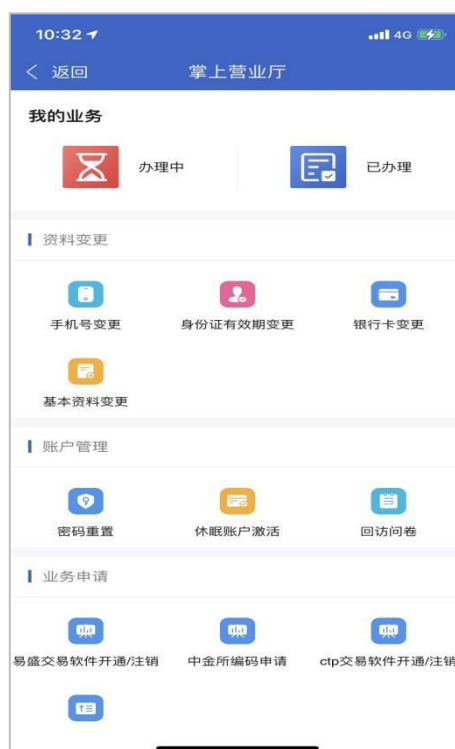 10:32 4G
返回 掌上营业厅
我的业务
办理中 已办理
资料变更
手机号变更 身份证有效期变更 银行卡变更
基本资料变更
账户管理
密码重置 休眠账户激活 回访问卷
业务申请
易盛交易软件开通/注销 中金所编码申请 ctp交易软件开通/注销